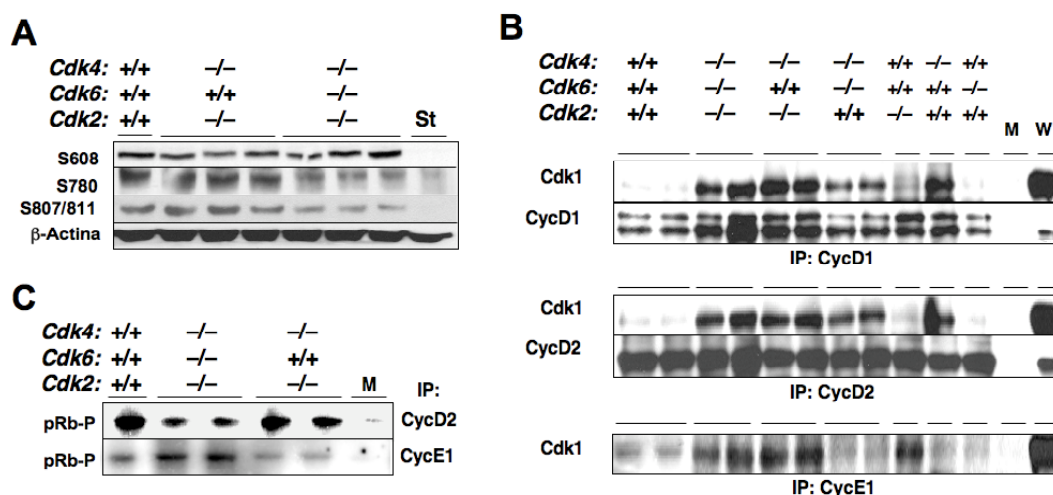 A
Cdk4: +/+ –/– –/–
Cdk6: +/+ +/+ –/–
Cdk2: +/+ –/– –/– St
S608
S780
S807/811
β-Actina
B
Cdk4: +/+ –/– –/– –/– +/+ –/– +/+
Cdk6: +/+ –/– +/+ –/– +/+ +/+ –/–
Cdk2: +/+ –/– –/– +/+ –/– +/+ +/+ M W
Cdk1
CycD1
IP: CycD1
Cdk1
CycD2
IP: CycD2
Cdk1
IP: CycE1
C
Cdk4: +/+ –/– –/–
Cdk6: +/+ –/– +/+
Cdk2: +/+ –/– –/– M IP:
pRb-P CycD2
pRb-P CycE1